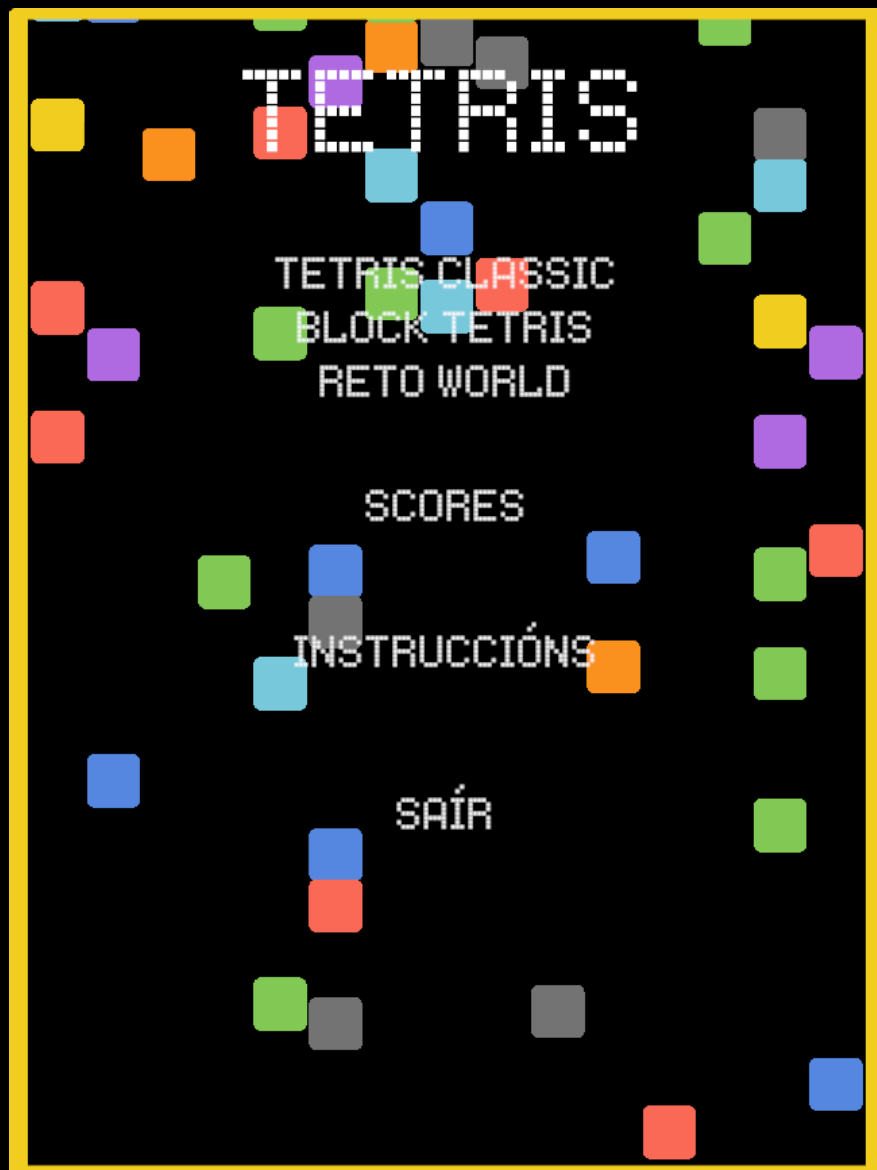 TETRIS
TETRIS CLASSIC
BLOCK TETRIS
RETO WORLD
SCORES
INSTRUCCIÓNS
SAÍR